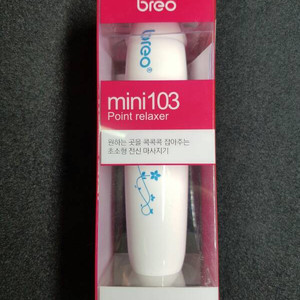 breo
breo®
mini103
Point relaxer
원하는 곳을 콕콕콕 잡아주는
초소형 전신 마사지기
breo